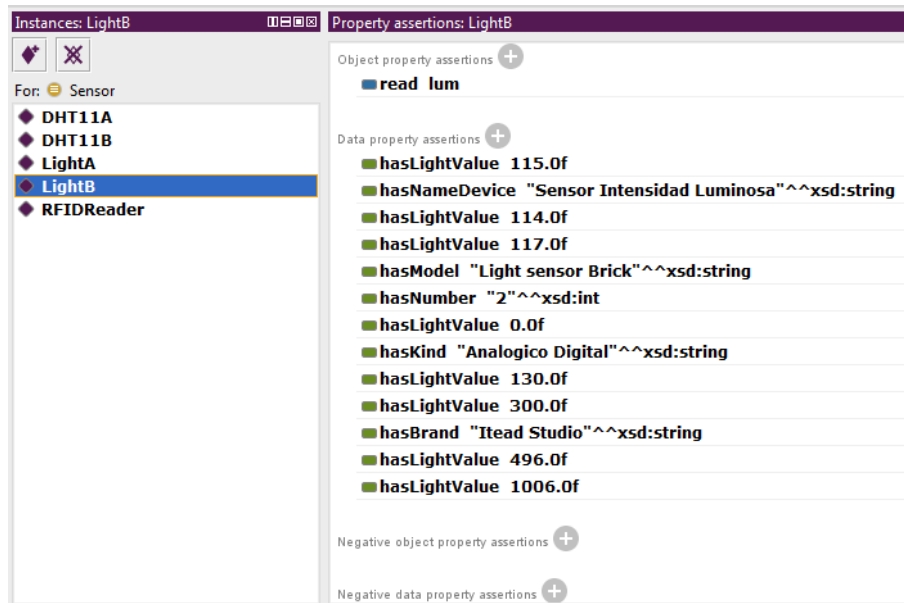 Instances: LightB
For: Sensor
DHT11A
DHT11B
LightA
LightB
RFIDReader
Property assertions: LightB
Object property assertions
read lum
Data property assertions
hasLightValue 115.0f
hasNameDevice "Sensor Intensidad Luminosa"^^xsd:string
hasLightValue 114.0f
hasLightValue 117.0f
hasModel "Light sensor Brick"^^xsd:string
hasNumber "2"^^xsd:int
hasLightValue 0.0f
hasKind "Analogico Digital"^^xsd:string
hasLightValue 130.0f
hasLightValue 300.0f
hasBrand "Itead Studio"^^xsd:string
hasLightValue 496.0f
hasLightValue 1006.0f
Negative object property assertions
Negative data property assertions